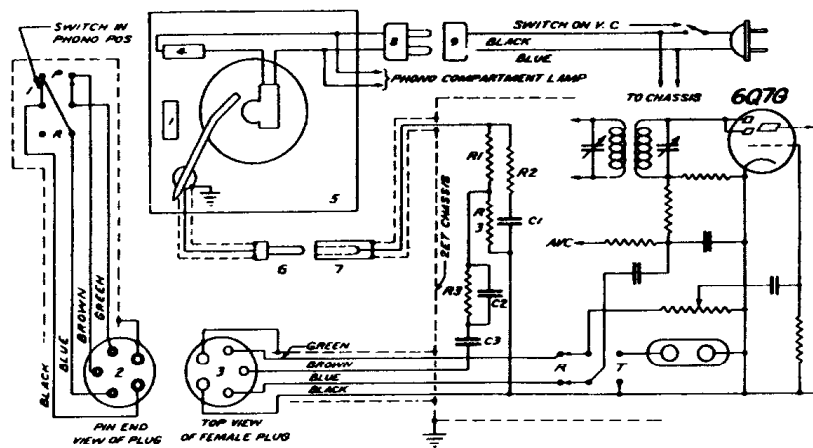 SWITCH IN
PHONO POS
P
1
R
BLACK
BLUE
BROWN
GREEN
2
PIN END
VIEW OF PLUG
4
1
5
8
9
SWITCH ON V.C
BLACK
BLUE
PHONO COMPARTMENT LAMP
TO CHASSIS
6Q7G
6
7
2ET CHASSIS
R1
R2
R
3
C1
R3
C2
C3
AVC
3
TOP VIEW
OF FEMALE PLUG
GREEN
BROWN
BLUE
BLACK
R
T